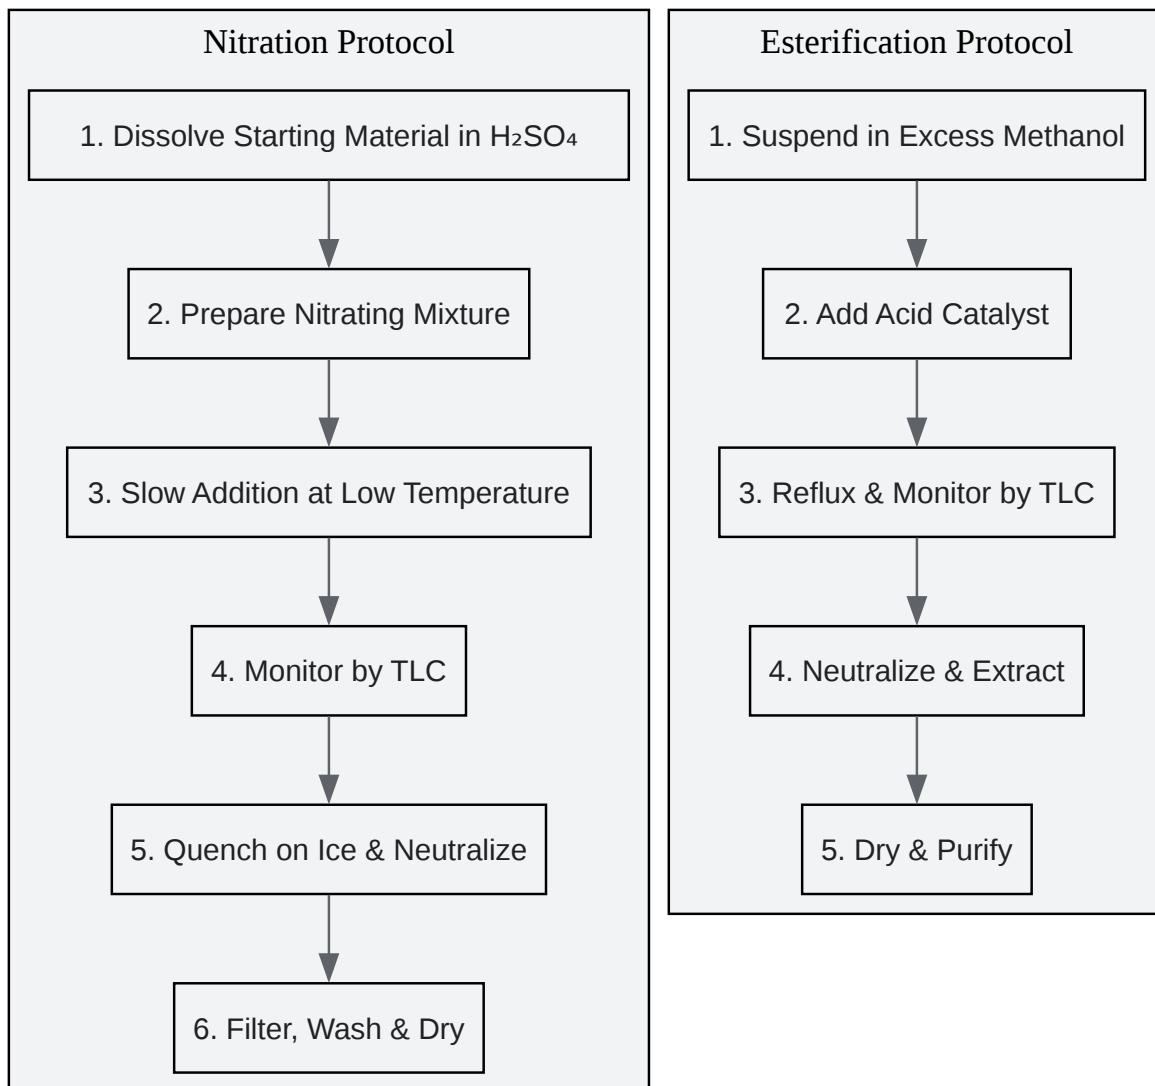 Nitration Protocol
1. Dissolve Starting Material in H₂SO₄
2. Prepare Nitrating Mixture
3. Slow Addition at Low Temperature
4. Monitor by TLC
5. Quench on Ice & Neutralize
6. Filter, Wash & Dry
Esterification Protocol
1. Suspend in Excess Methanol
2. Add Acid Catalyst
3. Reflux & Monitor by TLC
4. Neutralize & Extract
5. Dry & Purify